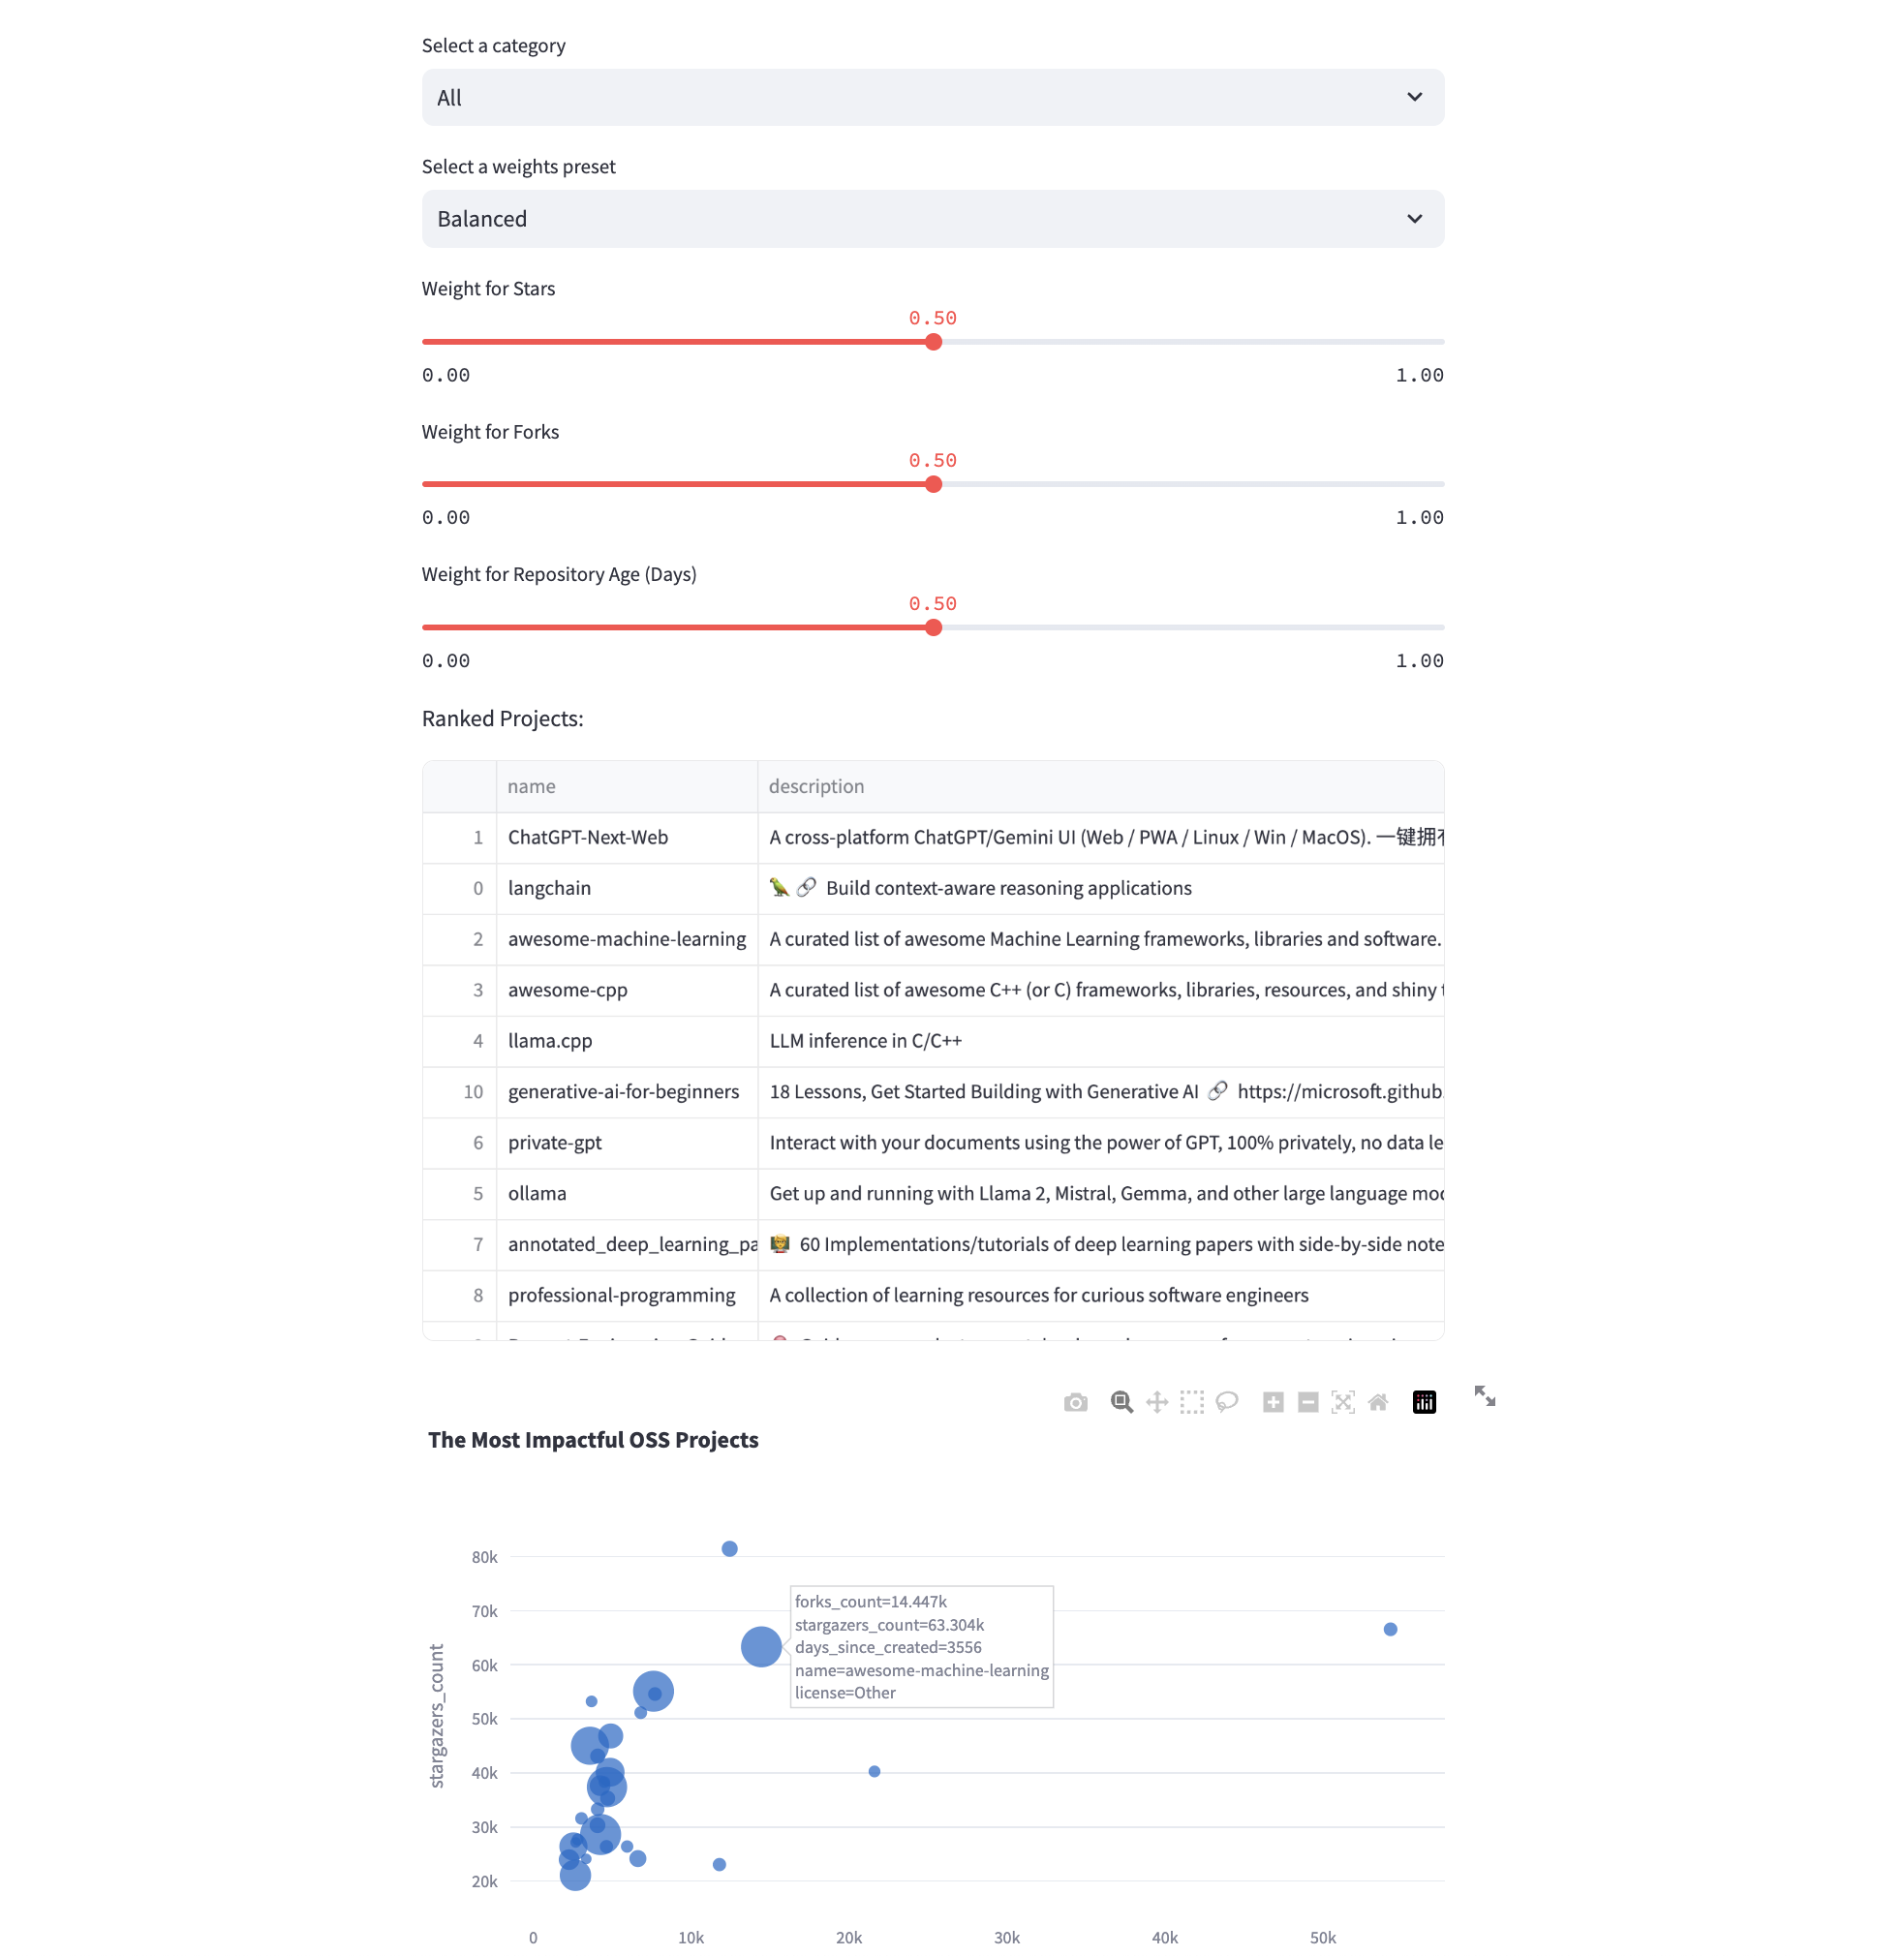 Select a category
All
Select a weights preset
Balanced
Weight for Stars
0.50
0.00 1.00
Weight for Forks
0.50
0.00 1.00
Weight for Repository Age (Days)
0.50
0.00 1.00
Ranked Projects:
name description
1 ChatGPT-Next-Web A cross-platform ChatGPT/Gemini UI (Web / PWA / Linux / Win / MacOS). 一键拥
0 langchain 🦜🔗 Build context-aware reasoning applications
2 awesome-machine-learning A curated list of awesome Machine Learning frameworks, libraries and software.
3 awesome-cpp A curated list of awesome C++ (or C) frameworks, libraries, resources, and shiny
4 llama.cpp LLM inference in C/C++
10 generative-ai-for-beginners 18 Lessons, Get Started Building with Generative AI 🔗 https://microsoft.github.
6 private-gpt Interact with your documents using the power of GPT, 100% privately, no data le
5 ollama Get up and running with Llama 2, Mistral, Gemma, and other large language mo
7 annotated_deep_learning_pa 🧑‍🏫 60 Implementations/tutorials of deep learning papers with side-by-side note
8 professional-programming A collection of learning resources for curious software engineers
The Most Impactful OSS Projects
80k
forks_count=14.447k
stargazers_count=63.304k
days_since_created=3556
name=awesome-machine-learning
license=Other
70k
60k
50k
40k
30k
20k
stargazers_count
0 10k 20k 30k 40k 50k